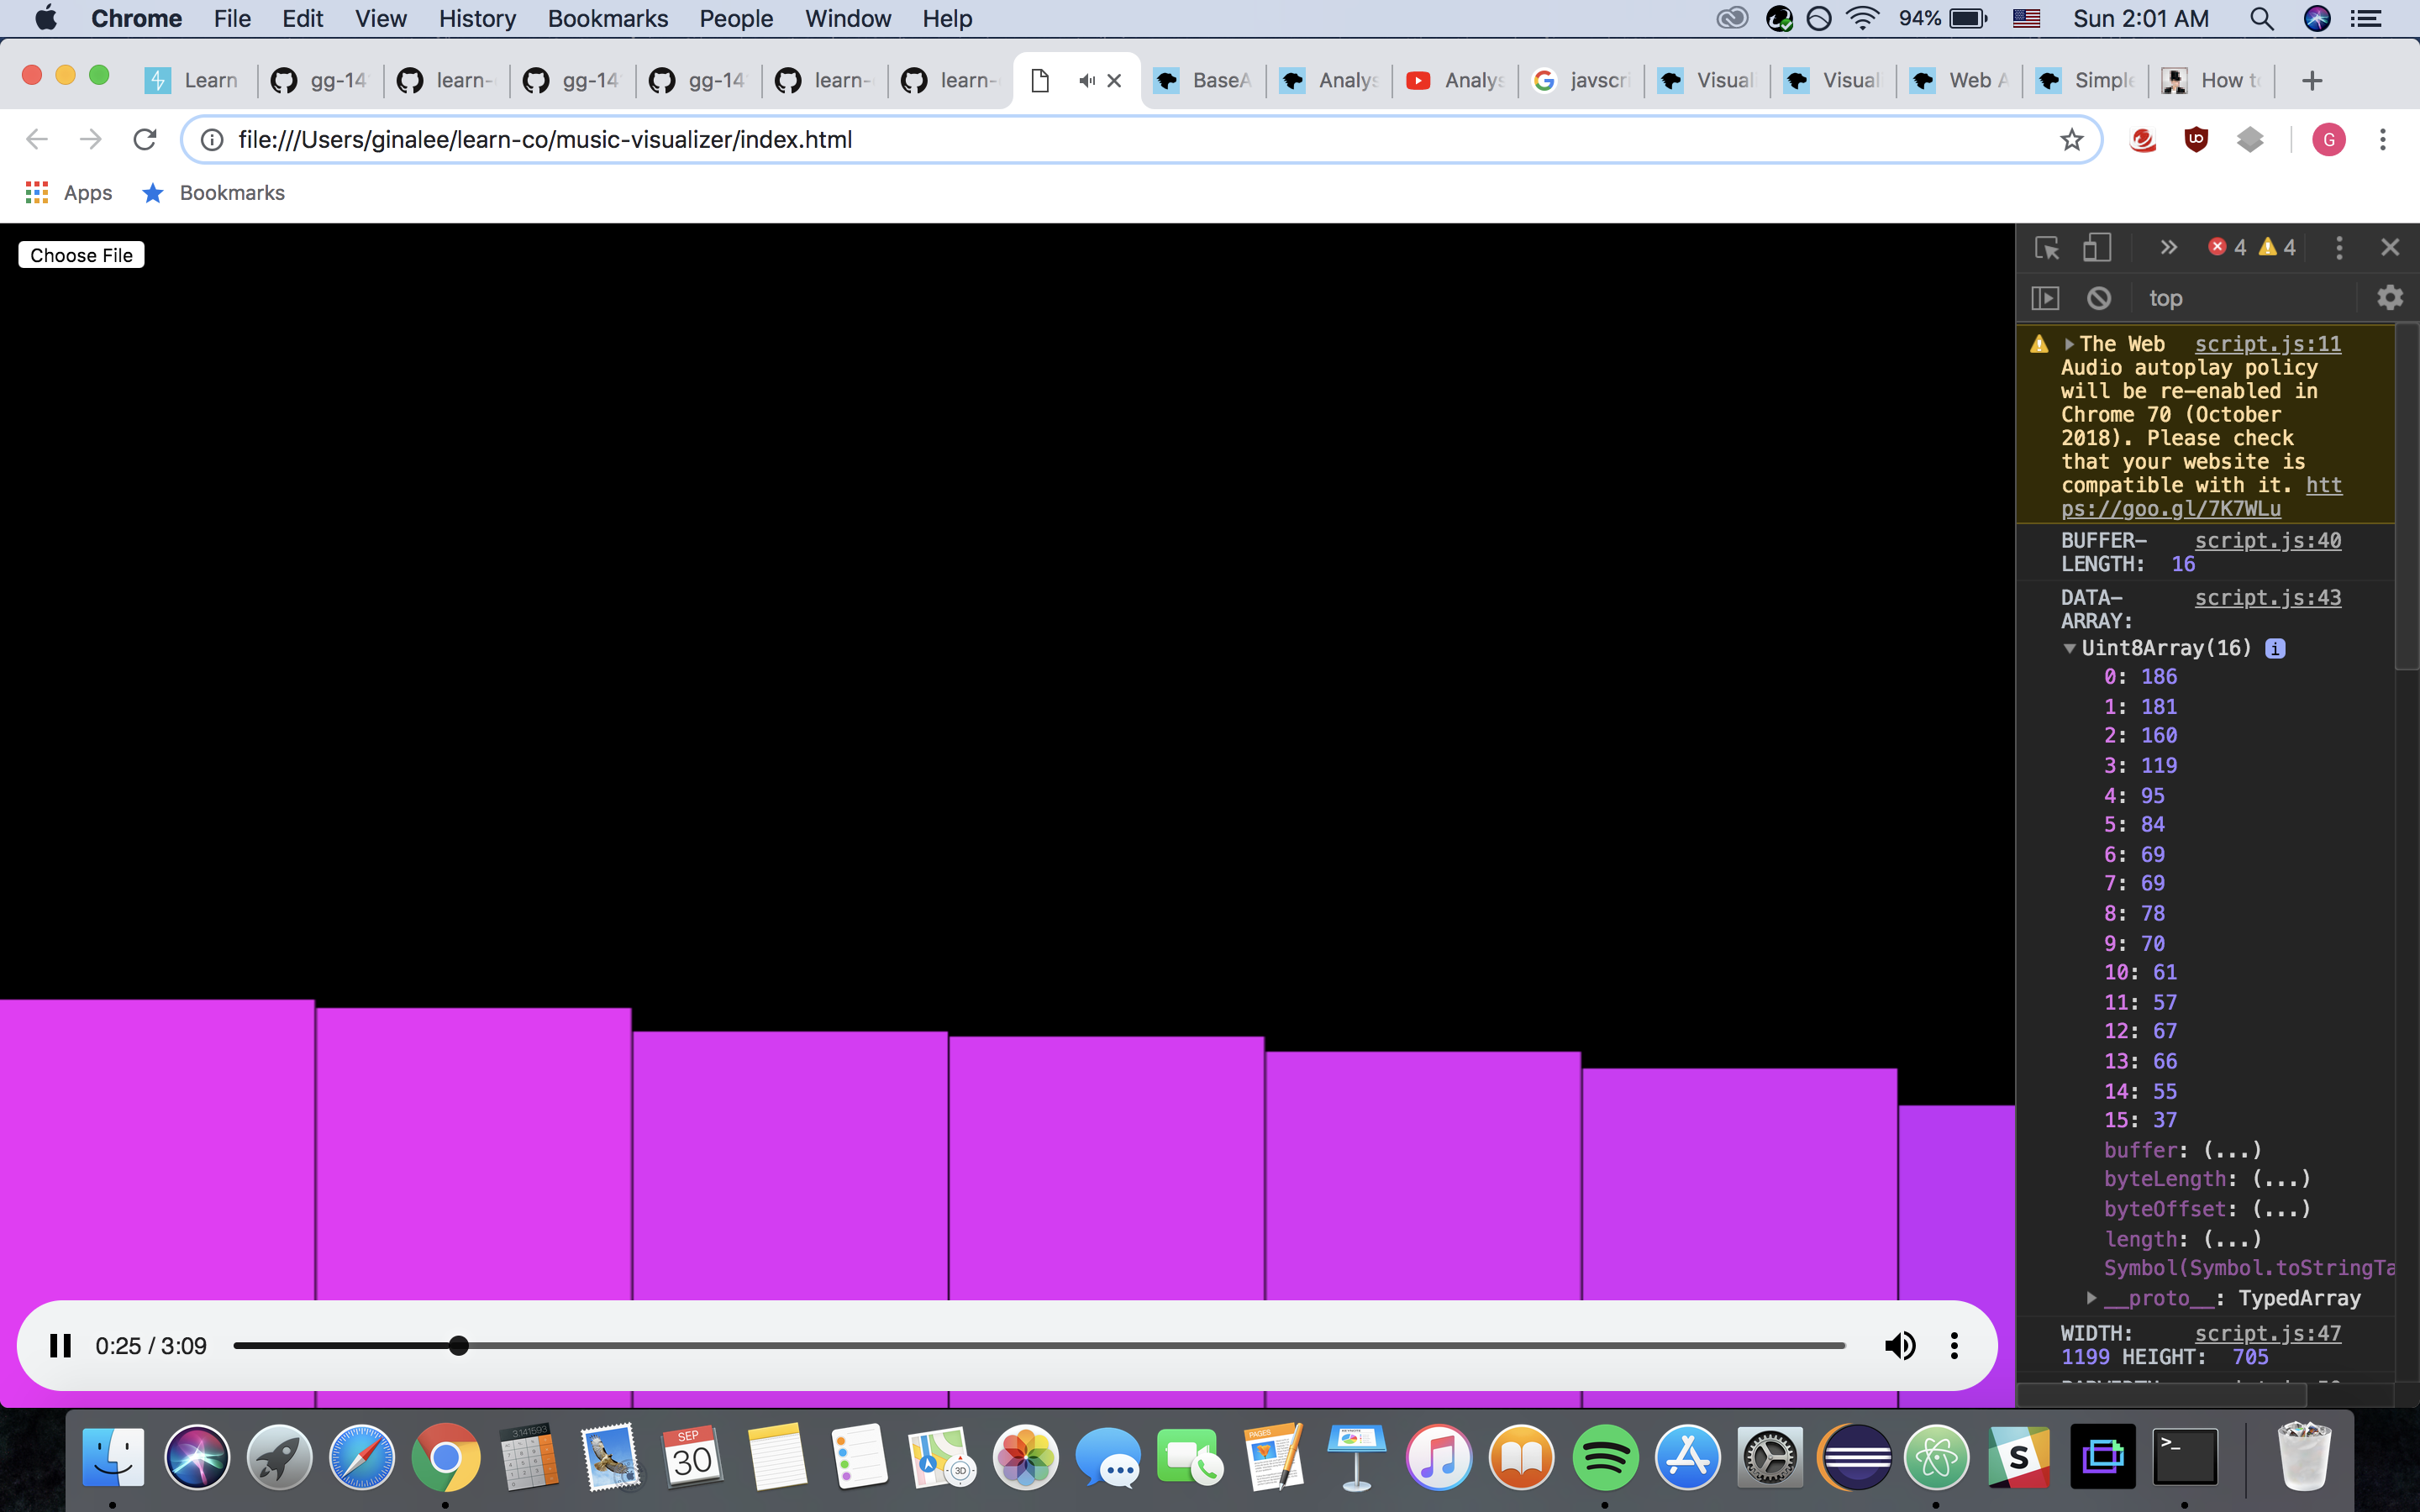 Chrome File Edit View History Bookmarks People Window Help 94% Sun 2:01 AM
Learn gg-14 learn- gg-14 gg-14 learn- learn- BaseA Analys Analys javscri Visual Visual Web A Simple How to
file:///Users/ginalee/learn-co/music-visualizer/index.html G
Apps Bookmarks
Choose File
4 4
top
The Web script.js:11
Audio autoplay policy
will be re-enabled in
Chrome 70 (October
2018). Please check
that your website is
compatible with it. htt
ps://goo.gl/7K7WLu
BUFFER- script.js:40
LENGTH: 16
DATA- script.js:43
ARRAY:
Uint8Array(16) i
0: 186
1: 181
2: 160
3: 119
4: 95
5: 84
6: 69
7: 69
8: 78
9: 70
10: 61
11: 57
12: 67
13: 66
14: 55
15: 37
buffer: (...)
byteLength: (...)
byteOffset: (...)
length: (...)
Symbol(Symbol.toStringTa
__proto__: TypedArray
WIDTH: script.js:47
1199 HEIGHT: 705
0:25 / 3:09
3.141593
SEP
30
3D
PAGES
S
>_